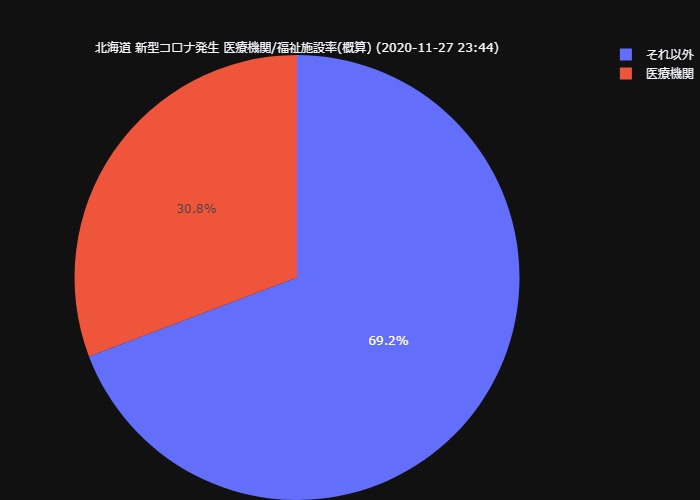 北海道 新型コロナ発生 医療機関/福祉施設率(概算) (2020-11-27 23:44)
それ以外
医療機関
30.8%
69.2%